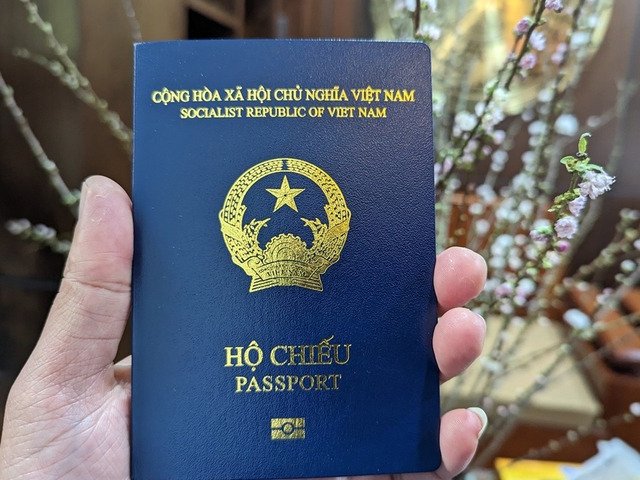 CỘNG HÒA XÃ HỘI CHỦ NGHĨA VIỆT NAM
SOCIALIST REPUBLIC OF VIET NAM
HỘ CHIẾU
PASSPORT